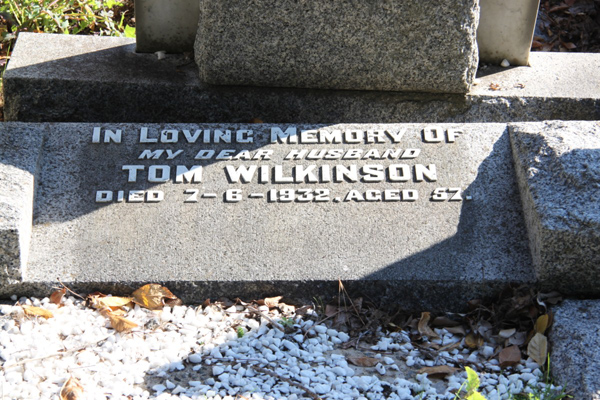 IN LOVING MEMORY OF
MY DEAR HUSBAND
TOM WILKINSON
DIED 7-6-1932, AGED 57.